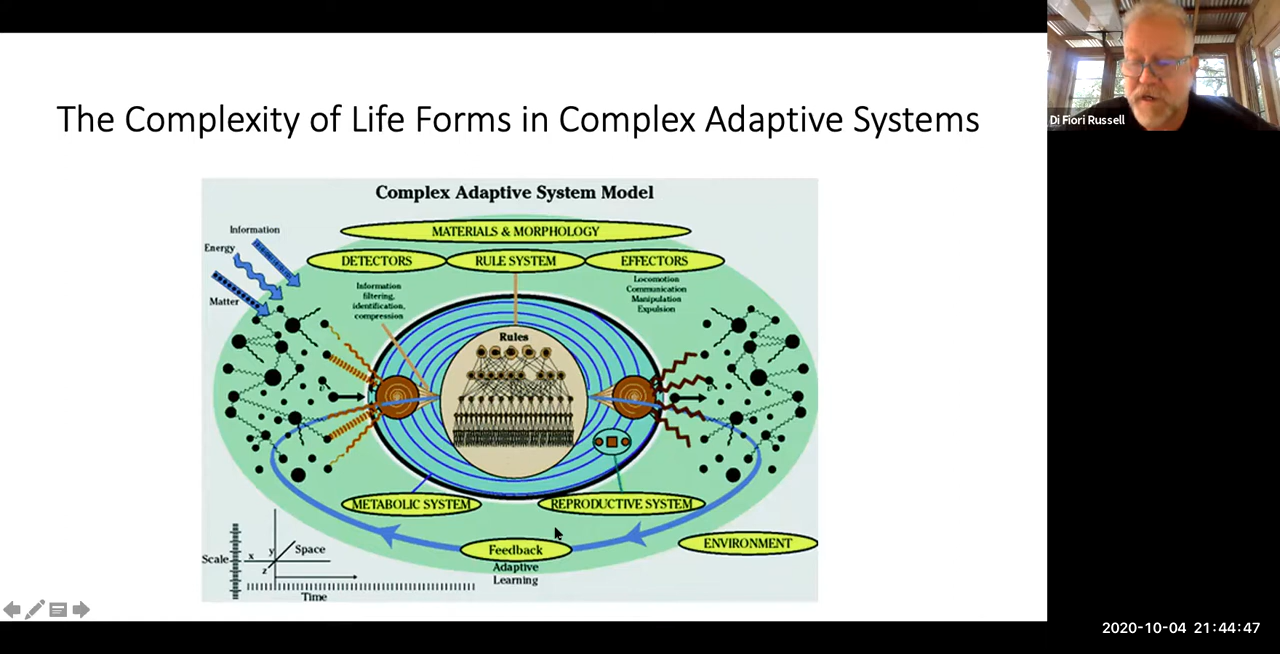 The Complexity of Life Forms in Complex Adaptive Systems
Di Fiori Russell
Complex Adaptive System Model
MATERIALS & MORPHOLOGY
DETECTORS
RULE SYSTEM
EFFECTORS
Information
Energy
Matter
Information
filtering,
identification,
compression
Locomotion
Communication
Manipulation
Expulsion
Rules
v
v
METABOLIC SYSTEM
REPRODUCTIVE SYSTEM
ENVIRONMENT
Feedback
Adaptive
Learning
Scale
x
y
z
Space
Time
2020-10-04 21:44:47